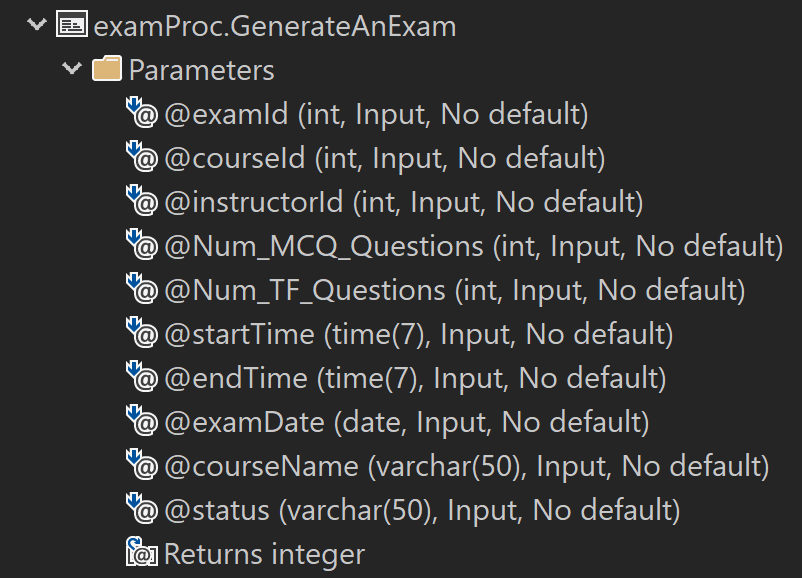 examProc.GenerateAnExam
Parameters
@examId (int, Input, No default)
@courseId (int, Input, No default)
@instructorId (int, Input, No default)
@Num_MCQ_Questions (int, Input, No default)
@Num_TF_Questions (int, Input, No default)
@startTime (time(7), Input, No default)
@endTime (time(7), Input, No default)
@examDate (date, Input, No default)
@courseName (varchar(50), Input, No default)
@status (varchar(50), Input, No default)
Returns integer